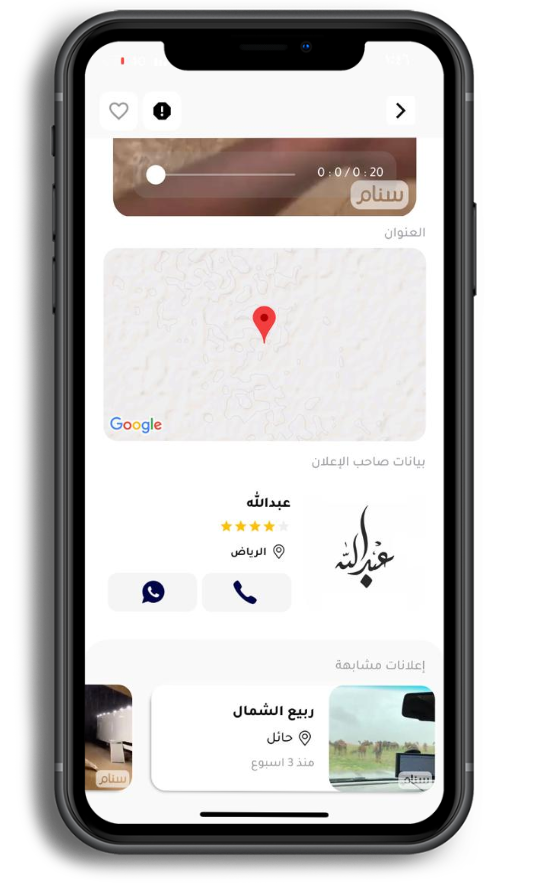 0:0/0:20
سنام
العنوان
Google
بيانات صاحب الإعلان
عبدالله
الرياض
عبدالله
إعلانات مشابهة
ربيع الشمال
حائل
منذ 3 اسبوع
سنام
سنام